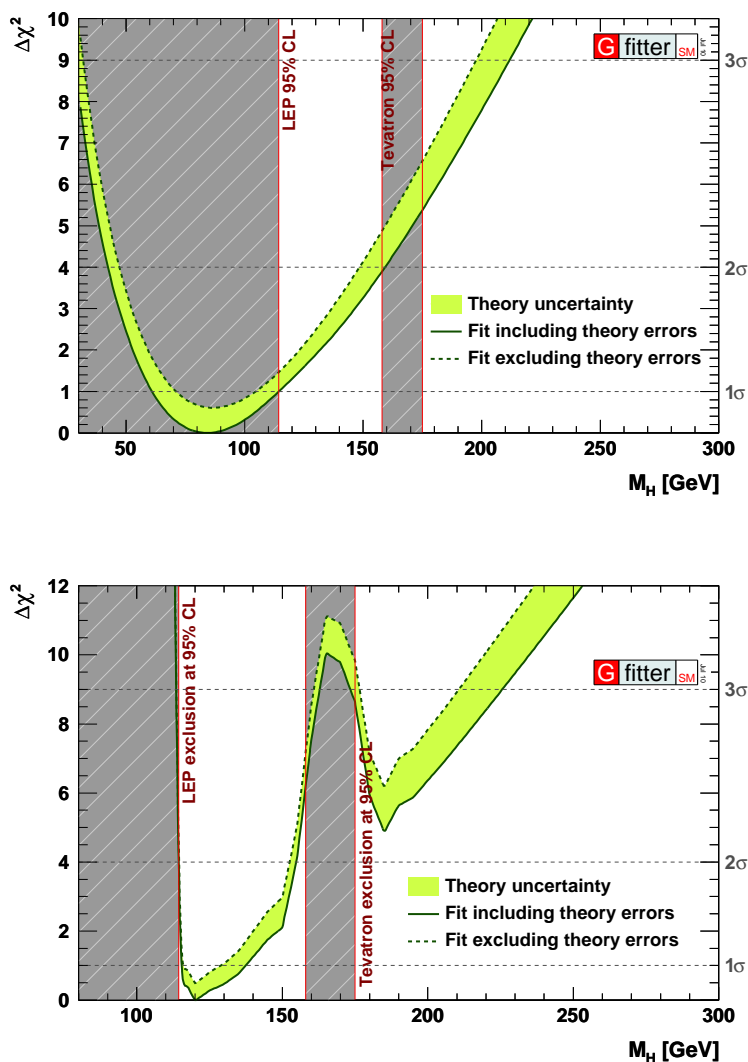 Δχ²
10
9
8
7
6
5
4
3
2
1
0
LEP 95% CL
Tevatron 95% CL
G fitter SM
3σ
2σ
1σ
Theory uncertainty
Fit including theory errors
Fit excluding theory errors
50 100 150 200 250 300
M_H [GeV]
Δχ²
12
10
8
6
4
2
0
LEP exclusion at 95% CL
Tevatron exclusion at 95% CL
G fitter SM
3σ
2σ
1σ
Theory uncertainty
Fit including theory errors
Fit excluding theory errors
100 150 200 250 300
M_H [GeV]